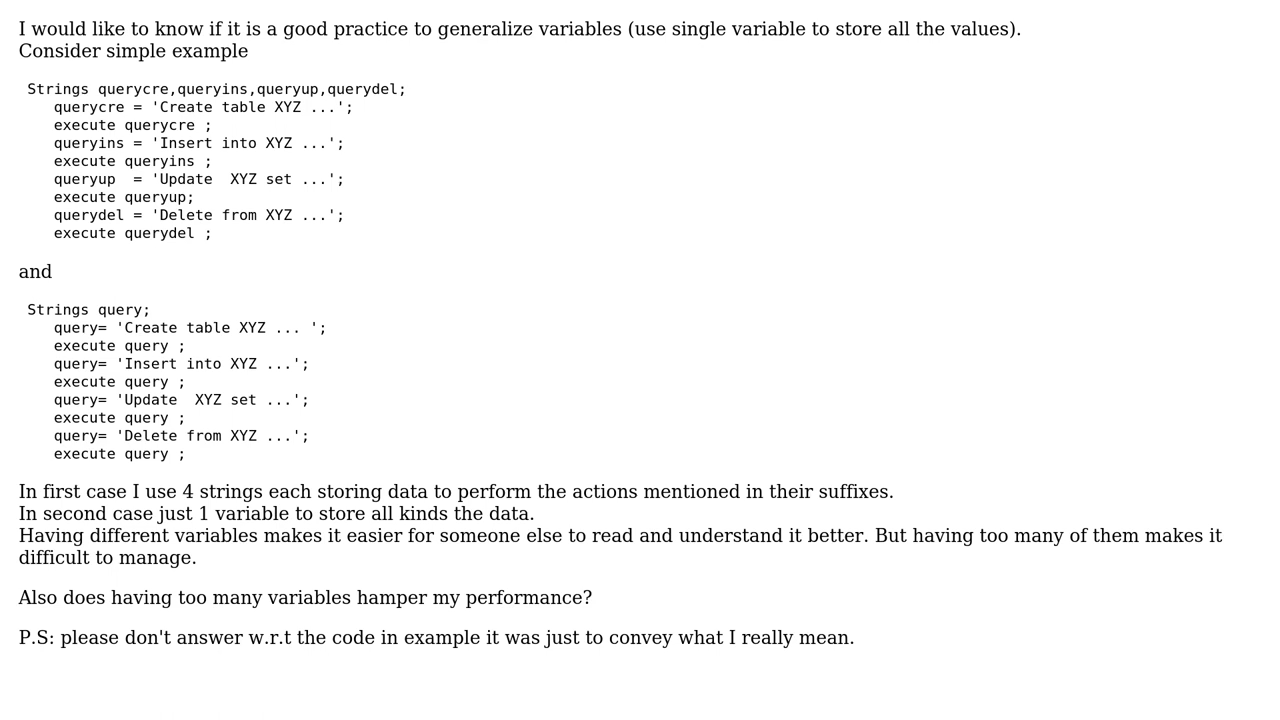 I would like to know if it is a good practice to generalize variables (use single variable to store all the values).
Consider simple example
Strings querycre,queryins,queryup,querydel;
querycre = 'Create table XYZ ...';
execute querycre ;
queryins = 'Insert into XYZ ...';
execute queryins ;
queryup  = 'Update  XYZ set ...';
execute queryup;
querydel = 'Delete from XYZ ...';
execute querydel ;
and
Strings query;
query= 'Create table XYZ ... ';
execute query ;
query= 'Insert into XYZ ...';
execute query ;
query= 'Update  XYZ set ...';
execute query ;
query= 'Delete from XYZ ...';
execute query ;
In first case I use 4 strings each storing data to perform the actions mentioned in their suffixes.
In second case just 1 variable to store all kinds the data.
Having different variables makes it easier for someone else to read and understand it better. But having too many of them makes it
difficult to manage.
Also does having too many variables hamper my performance?
P.S: please don't answer w.r.t the code in example it was just to convey what I really mean.